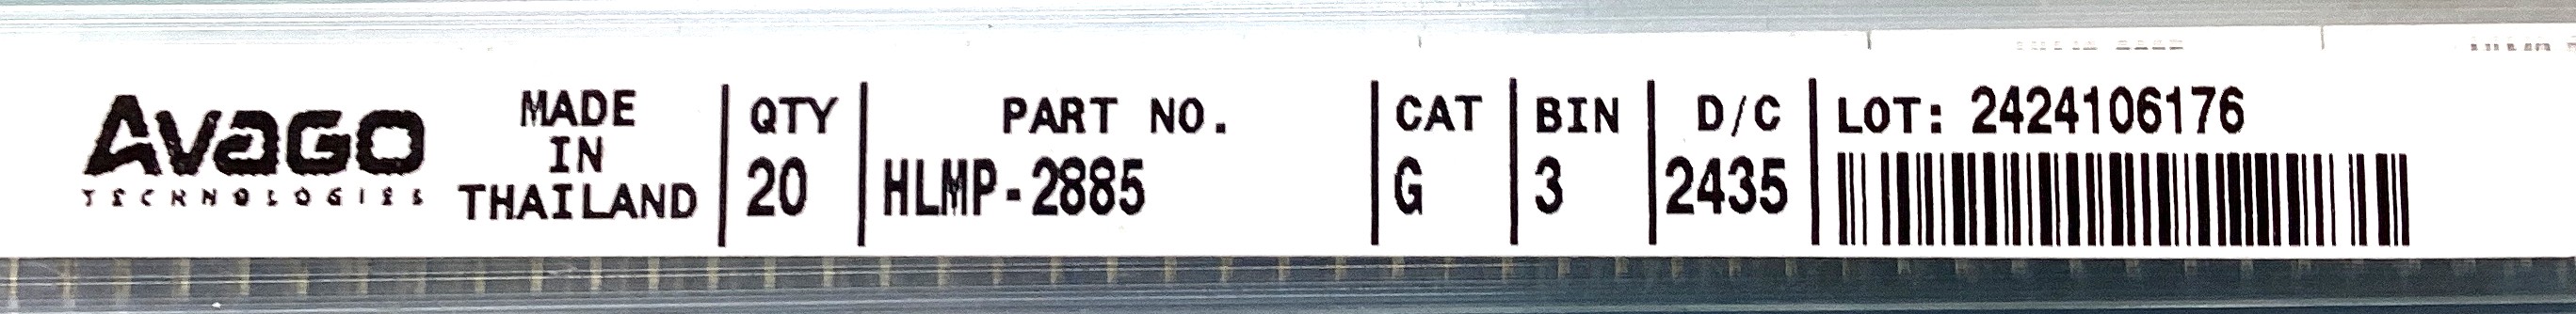 AVAGO
TECHNOLOGIES
MADE
IN
THAILAND
QTY
20
PART NO.
HLMP-2885
CAT
G
BIN
3
D/C
2435
LOT: 2424106176